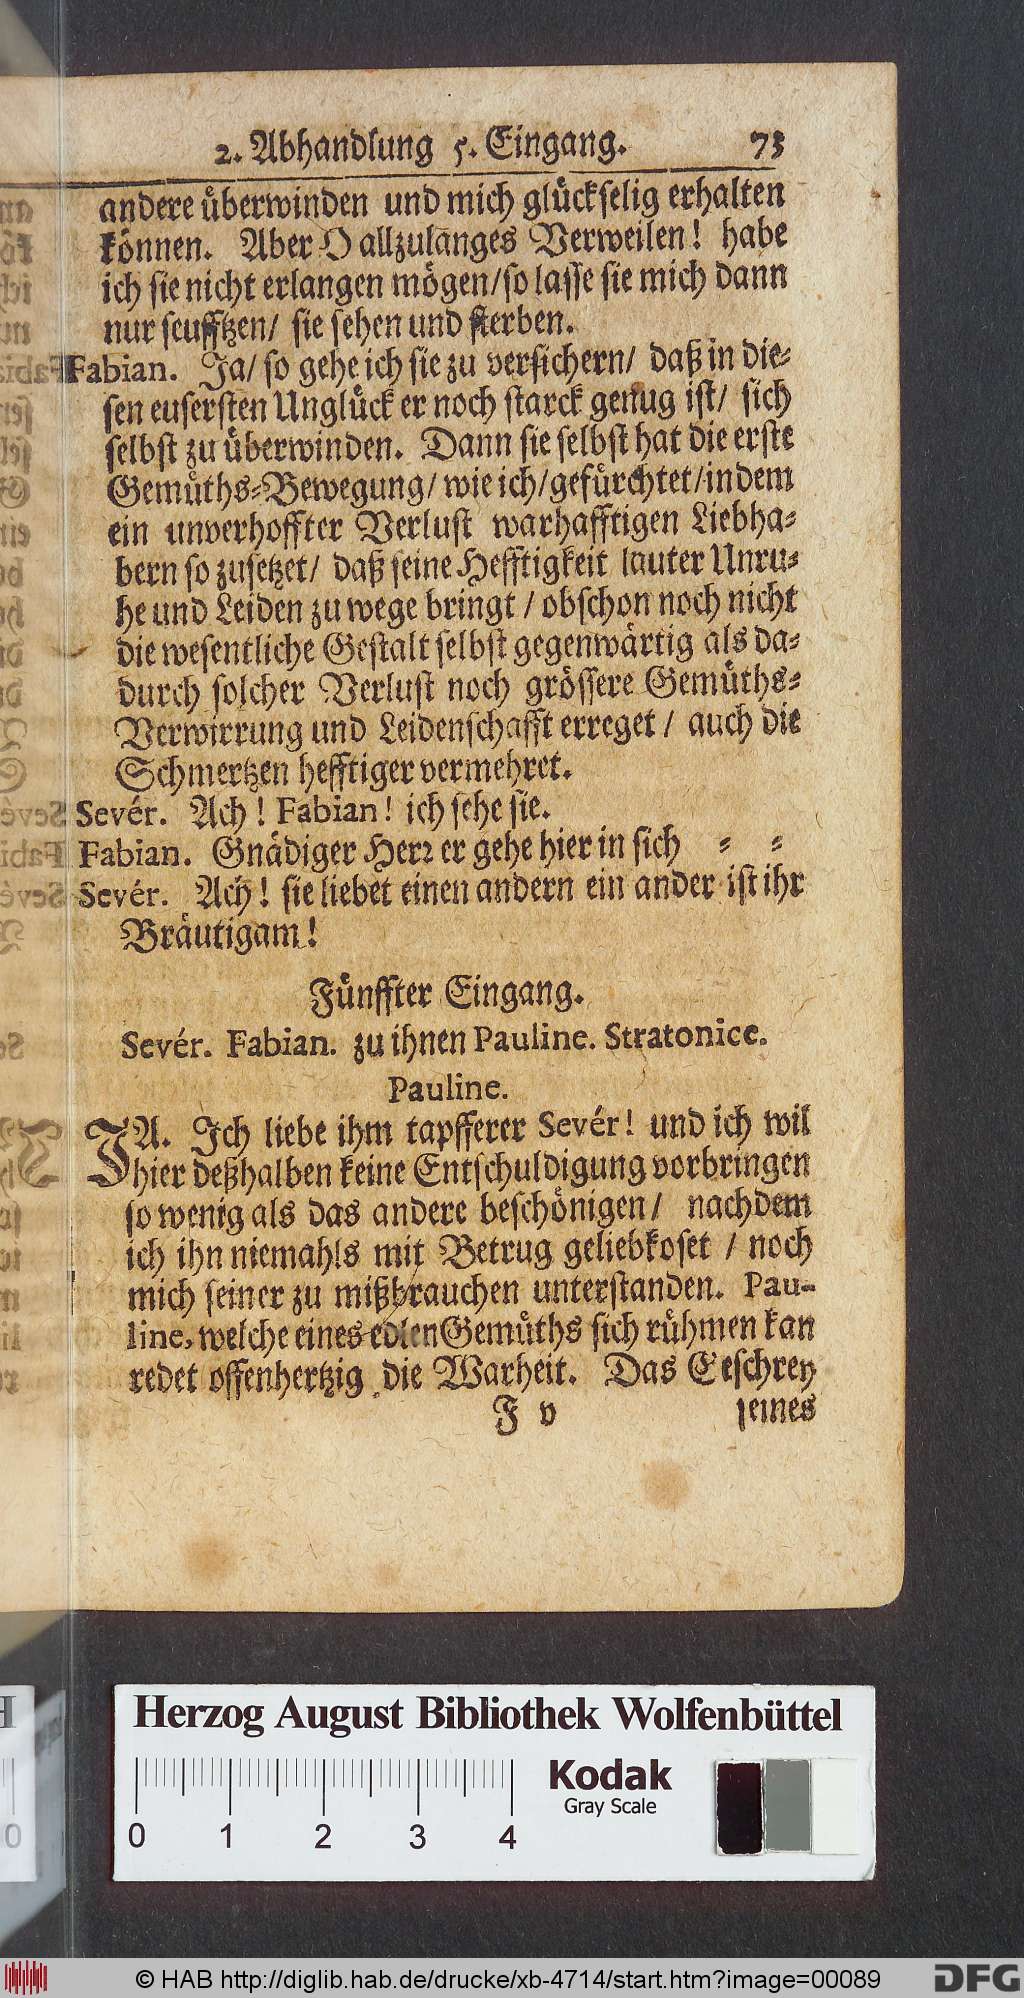 2. Abhandlung 5. Eingang. 73
andere überwinden und mich glückselig erhalten
können. Aber O allzulanges Verweilen! habe
ich sie nicht erlangen mögen/so lasse sie mich dann
nur seufftzen/ sie sehen und sterben.
Fabian. Ja/ so gehe ich sie zu versichern/ daß in die-
sen eusersten Unglück er noch starck genug ist/ sich
selbst zu überwinden. Dann sie selbst hat die erste
Gemüths-Bewegung/ wie ich/gefürchtet/indem
ein unverhoffter Verlust warhafftigen Liebha-
bern so zusetzet/ daß seine Hefftigkeit lauter Unru-
he und Leiden zu wege bringt / obschon noch nicht
die wesentliche Gestalt selbst gegenwärtig als da-
durch solcher Verlust noch grössere Gemüths-
Verwirrung und Leidenschafft erreget / auch die
Schmertzen hefftiger vermehret.
Sevér. Ach! Fabian! ich sehe sie.
Fabian. Gnädiger Herr er gehe hier in sich - -
Sevér. Ach! sie liebet einen andern ein ander ist ihr
Bräutigam!
Fünffter Eingang.
Sevér. Fabian. zu ihnen Pauline. Stratonice.
Pauline.
JA. Ich liebe ihm tapfferer Sevér! und ich wil
hier deßhalben keine Entschuldigung vorbringen
so wenig als das andere beschönigen/ nachdem
ich ihn niemahls mit Betrug geliebkoset / noch
mich seiner zu mißbrauchen unterstanden. Pau-
line, welche eines edlen Gemüths sich rühmen kan
redet offenhertzig die Warheit. Das Geschrey
F v seines
Herzog August Bibliothek Wolfenbüttel
0 1 2 3 4
Kodak
Gray Scale
© HAB http://diglib.hab.de/drucke/xb-4714/start.htm?image=00089
DFG